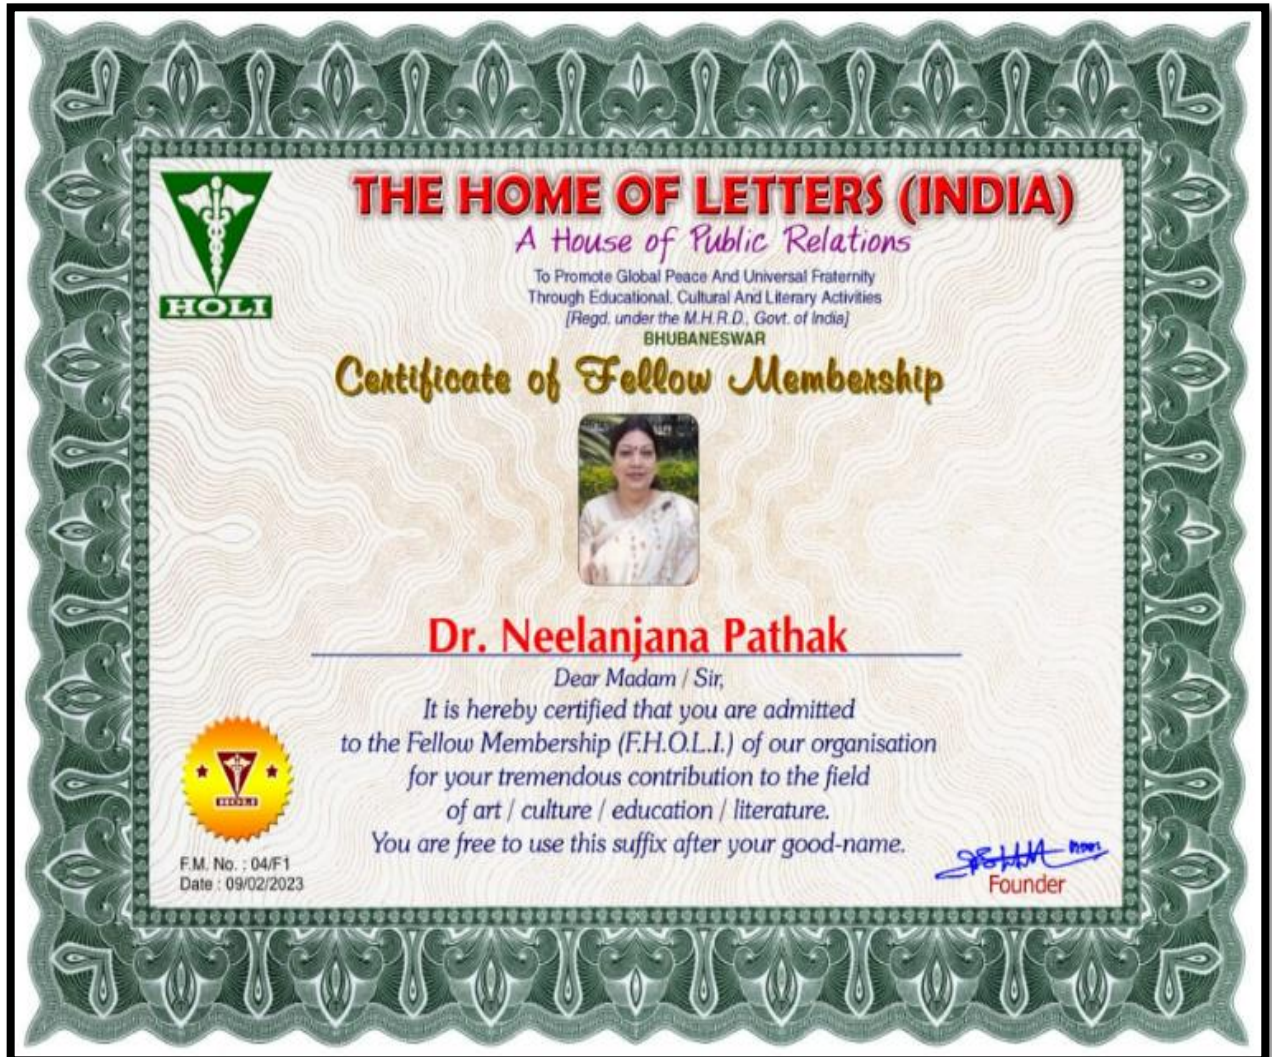 THE HOME OF LETTERS (INDIA)
A House of Public Relations
To Promote Global Peace And Universal Fraternity
Through Educational, Cultural And Literary Activities
[Regd. under the M.H.R.D., Govt. of India]
BHUBANESWAR
HOLI
Certificate of Fellow Membership
Dr. Neelanjana Pathak
Dear Madam / Sir,
It is hereby certified that you are admitted
to the Fellow Membership (F.H.O.L.I.) of our organisation
for your tremendous contribution to the field
of art / culture / education / literature.
You are free to use this suffix after your good-name.
HOLI
F.M. No. : 04/F1
Date : 09/02/2023
Founder